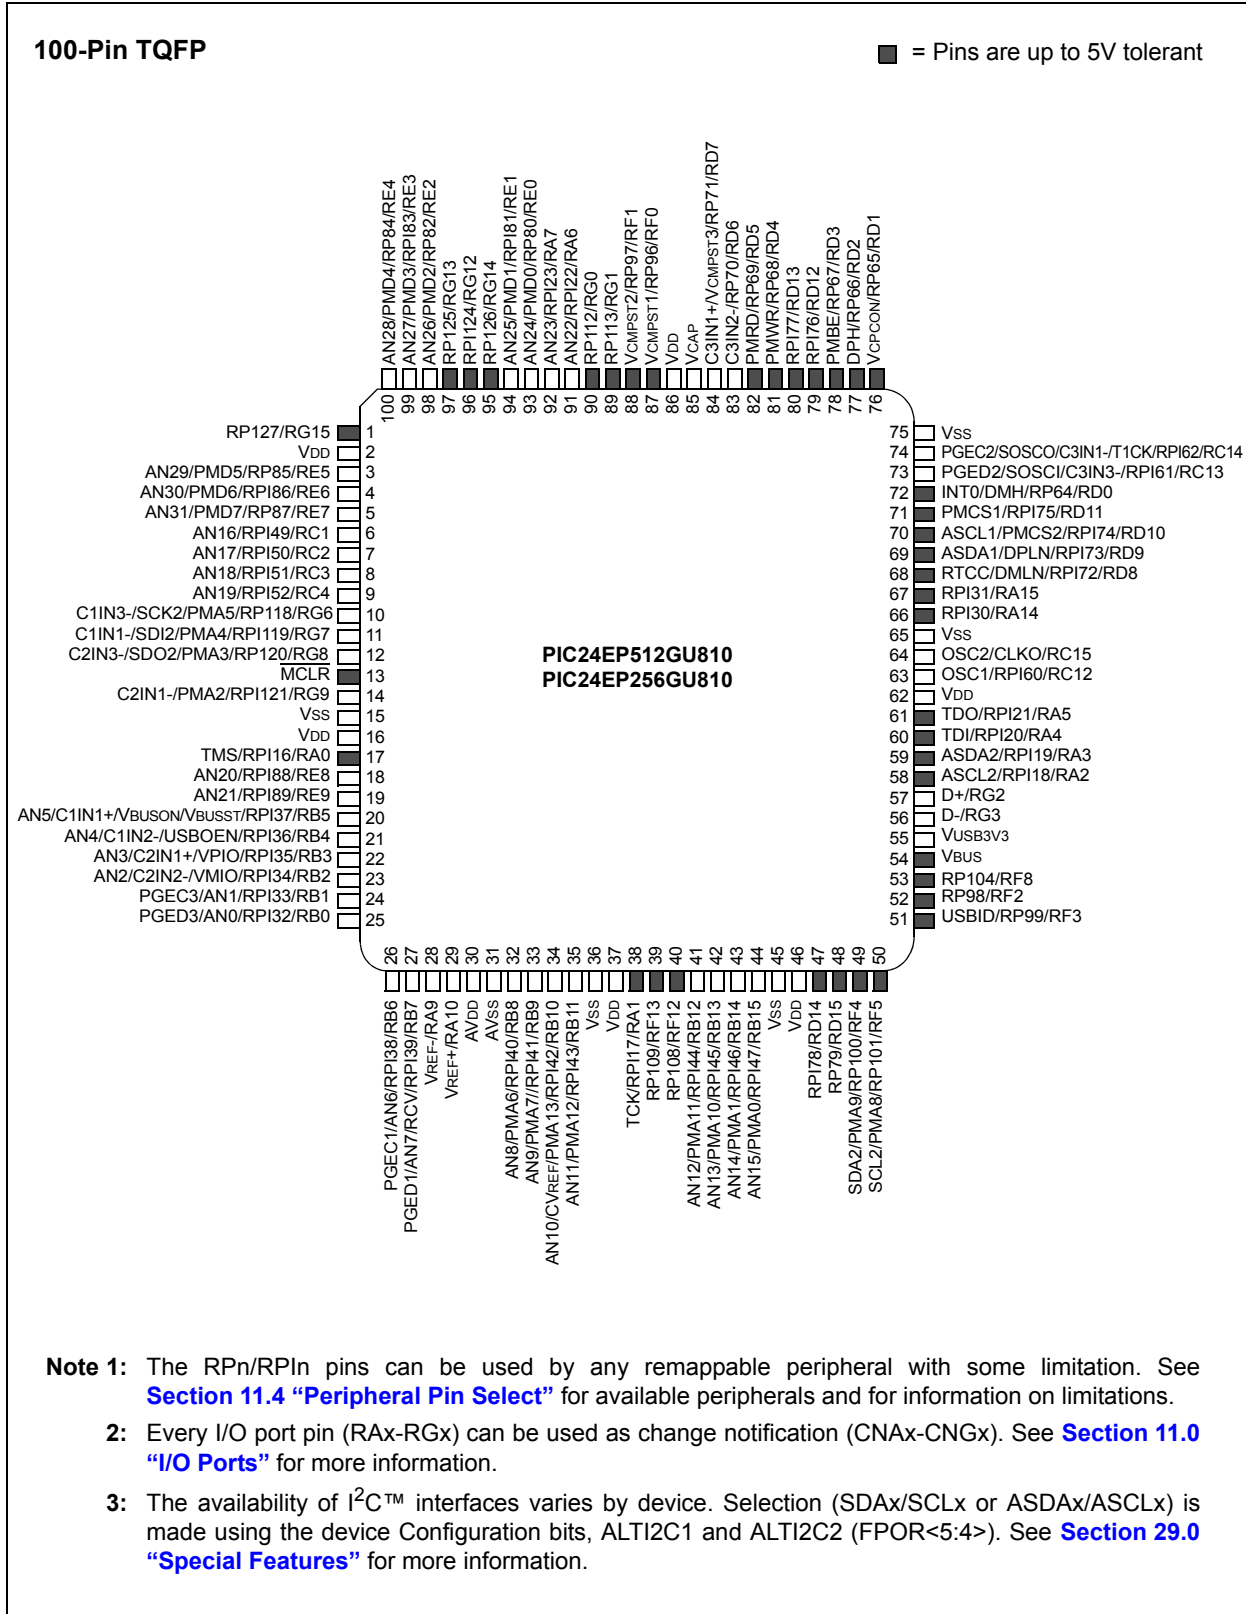 100-Pin TQFP
= Pins are up to 5V tolerant
AN28/PMD4/RP84/RE4
AN27/PMD3/RPI83/RE3
AN26/PMD2/RP82/RE2
RP125/RG13
RPI124/RG12
RP126/RG14
AN25/PMD1/RPI81/RE1
AN24/PMD0/RP80/RE0
AN23/RPI23/RA7
AN22/RPI22/RA6
RP112/RG0
RP113/RG1
VCMPST2/RP97/RF1
VCMPST1/RP96/RF0
VDD
VCAP
C3IN1+/VCMPST3/RP71/RD7
C3IN2-/RP70/RD6
PMRD/RP69/RD5
PMWR/RP68/RD4
RPI77/RD13
RPI76/RD12
PMBE/RP67/RD3
DPH/RP66/RD2
VCPCON/RP65/RD1
100 99 98 97 96 95 94 93 92 91 90 89 88 87 86 85 84 83 82 81 80 79 78 77 76
RP127/RG15 1
VDD 2
AN29/PMD5/RP85/RE5 3
AN30/PMD6/RPI86/RE6 4
AN31/PMD7/RP87/RE7 5
AN16/RPI49/RC1 6
AN17/RPI50/RC2 7
AN18/RPI51/RC3 8
AN19/RPI52/RC4 9
C1IN3-/SCK2/PMA5/RP118/RG6 10
C1IN1-/SDI2/PMA4/RPI119/RG7 11
C2IN3-/SDO2/PMA3/RP120/RG8 12
MCLR 13
C2IN1-/PMA2/RPI121/RG9 14
VSS 15
VDD 16
TMS/RPI16/RA0 17
AN20/RPI88/RE8 18
AN21/RPI89/RE9 19
AN5/C1IN1+/VBUSON/VBUSST/RPI37/RB5 20
AN4/C1IN2-/USBOEN/RPI36/RB4 21
AN3/C2IN1+/VPIO/RPI35/RB3 22
AN2/C2IN2-/VMIO/RPI34/RB2 23
PGEC3/AN1/RPI33/RB1 24
PGED3/AN0/RPI32/RB0 25
PIC24EP512GU810
PIC24EP256GU810
75 VSS
74 PGEC2/SOSCO/C3IN1-/T1CK/RPI62/RC14
73 PGED2/SOSCI/C3IN3-/RPI61/RC13
72 INT0/DMH/RP64/RD0
71 PMCS1/RPI75/RD11
70 ASCL1/PMCS2/RPI74/RD10
69 ASDA1/DPLN/RPI73/RD9
68 RTCC/DMLN/RPI72/RD8
67 RPI31/RA15
66 RPI30/RA14
65 VSS
64 OSC2/CLKO/RC15
63 OSC1/RPI60/RC12
62 VDD
61 TDO/RPI21/RA5
60 TDI/RPI20/RA4
59 ASDA2/RPI19/RA3
58 ASCL2/RPI18/RA2
57 D+/RG2
56 D-/RG3
55 VUSB3V3
54 VBUS
53 RP104/RF8
52 RP98/RF2
51 USBID/RP99/RF3
26 27 28 29 30 31 32 33 34 35 36 37 38 39 40 41 42 43 44 45 46 47 48 49 50
PGEC1/AN6/RPI38/RB6
PGED1/AN7/RCV/RPI39/RB7
VREF-/RA9
VREF+/RA10
AVDD
AVSS
AN8/PMA6/RPI40/RB8
AN9/PMA7/RPI41/RB9
AN10/CVREF/PMA13/RPI42/RB10
AN11/PMA12/RPI43/RB11
VSS
VDD
TCK/RPI17/RA1
RP109/RF13
RP108/RF12
AN12/PMA11/RPI44/RB12
AN13/PMA10/RPI45/RB13
AN14/PMA1/RPI46/RB14
AN15/PMA0/RPI47/RB15
VSS
VDD
RPI78/RD14
RP79/RD15
SDA2/PMA9/RP100/RF4
SCL2/PMA8/RP101/RF5
Note 1: The RPn/RPIn pins can be used by any remappable peripheral with some limitation. See
Section 11.4 “Peripheral Pin Select” for available peripherals and for information on limitations.
2: Every I/O port pin (RAx-RGx) can be used as change notification (CNAx-CNGx). See Section 11.0
“I/O Ports” for more information.
3: The availability of I2C™ interfaces varies by device. Selection (SDAx/SCLx or ASDAx/ASCLx) is
made using the device Configuration bits, ALTI2C1 and ALTI2C2 (FPOR<5:4>). See Section 29.0
“Special Features” for more information.